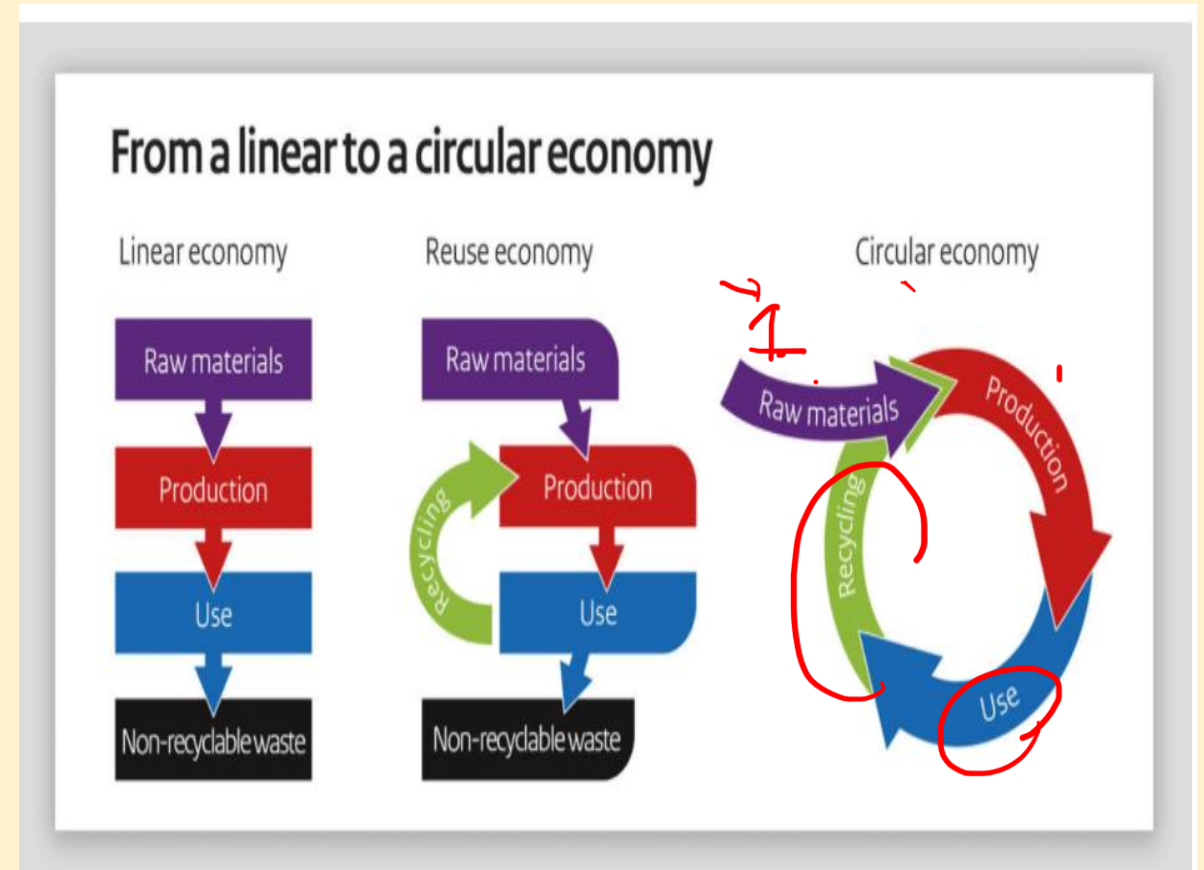 From a linear to a circular economy
Linear economy
Raw materials
Production
Use
Non-recyclable waste
Reuse economy
Raw materials
Production
Recycling
Use
Non-recyclable waste
Circular economy
1
Raw materials
Production
Use
Recycling